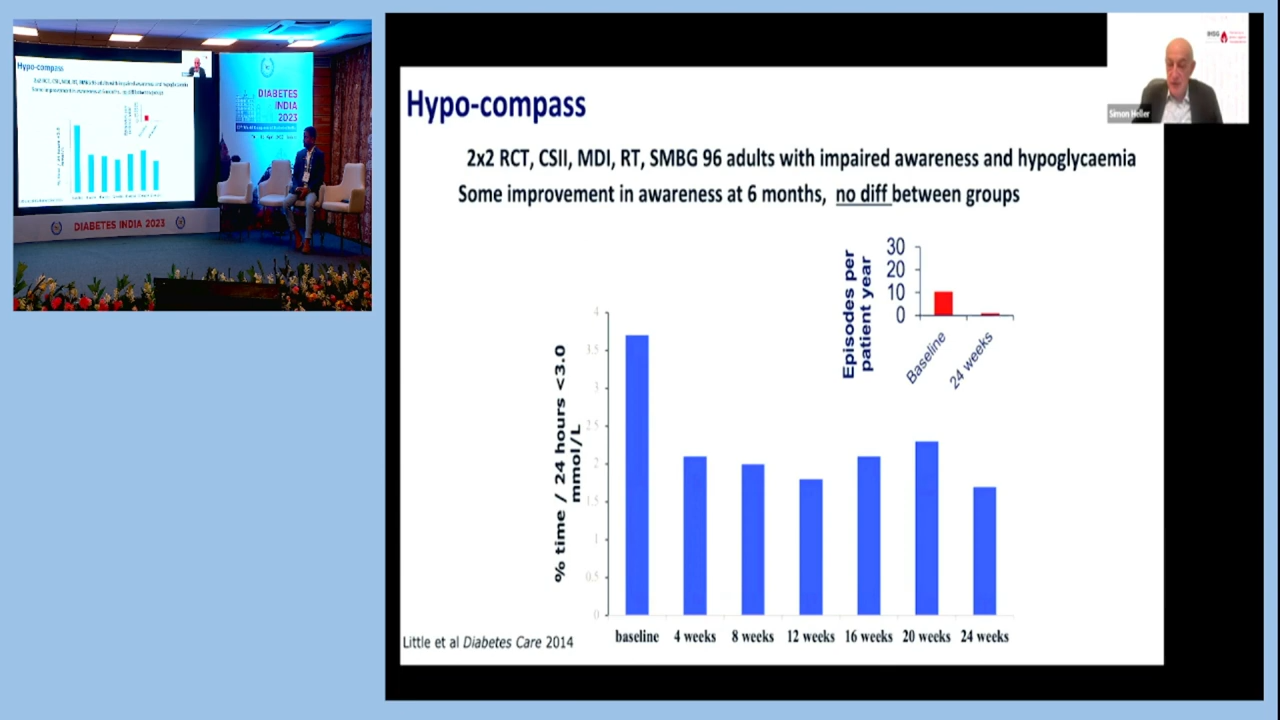 Hypo-compass
DIABETES
INDIA
2023
DIABETES INDIA 2023
Simon Heller
Hypo-compass
2x2 RCT, CSII, MDI, RT, SMBG 96 adults with impaired awareness and hypoglycaemia
Some improvement in awareness at 6 months, no diff between groups
Episodes per
patient year
30
20
10
0
Baseline
24 weeks
% time / 24 hours <3.0
mmol/L
4
3.5
3
2.5
2
1.5
1
0.5
0
baseline 4 weeks 8 weeks 12 weeks 16 weeks 20 weeks 24 weeks
Little et al Diabetes Care 2014